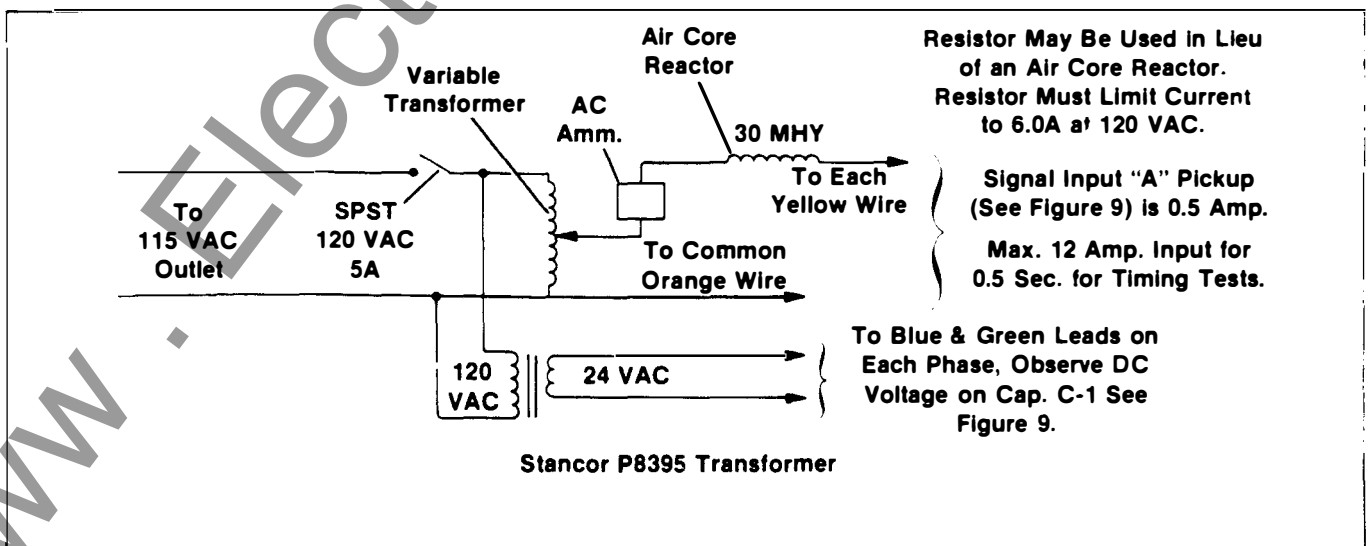 Air Core
Reactor
Variable
Transformer
AC
Amm.
30 MHY
Resistor May Be Used in Lieu
of an Air Core Reactor.
Resistor Must Limit Current
to 6.0A at 120 VAC.
To
115 VAC
Outlet
SPST
120 VAC
5A
To Each
Yellow Wire
To Common
Orange Wire
Signal Input “A” Pickup
(See Figure 9) is 0.5 Amp.
Max. 12 Amp. Input for
0.5 Sec. for Timing Tests.
120
VAC
24 VAC
To Blue & Green Leads on
Each Phase, Observe DC
Voltage on Cap. C-1 See
Figure 9.
Stancor P8395 Transformer
ww . Elect